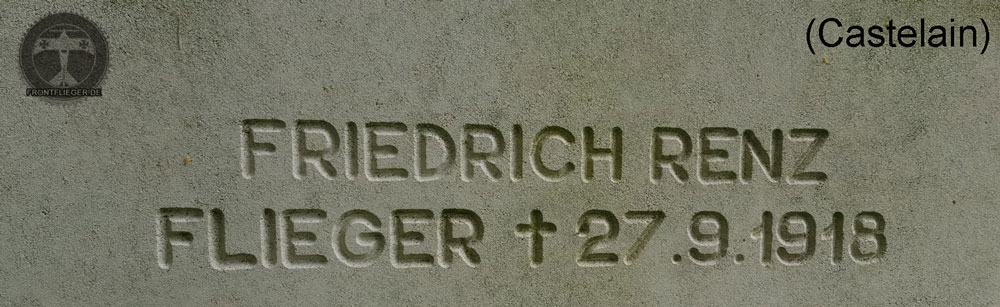 (Castelain)
FRONTFLIEGER.DE
FRIEDRICH RENZ
FLIEGER † 27.9.1918